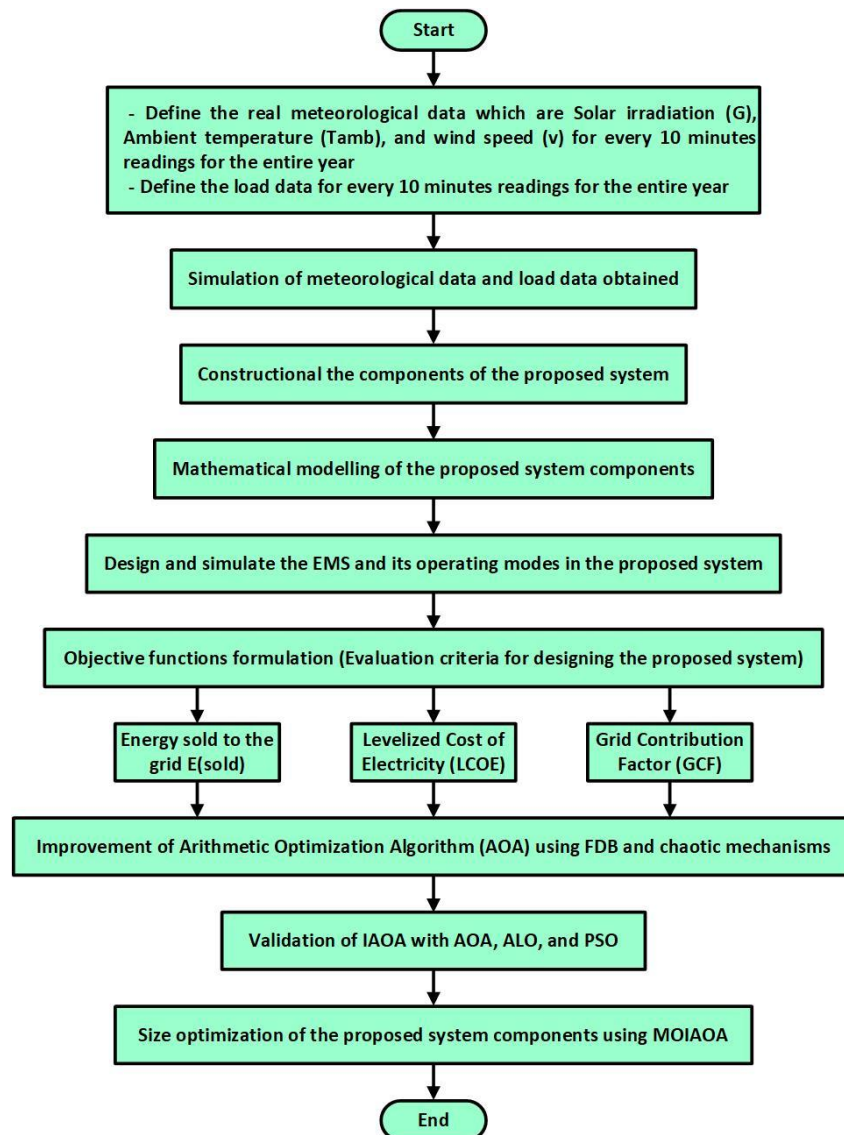 Start
- Define the real meteorological data which are Solar irradiation (G),
Ambient temperature (Tamb), and wind speed (v) for every 10 minutes
readings for the entire year
- Define the load data for every 10 minutes readings for the entire year
Simulation of meteorological data and load data obtained
Constructional the components of the proposed system
Mathematical modelling of the proposed system components
Design and simulate the EMS and its operating modes in the proposed system
Objective functions formulation (Evaluation criteria for designing the proposed system)
Energy sold to the
grid E(sold)
Levelized Cost of
Electricity (LCOE)
Grid Contribution
Factor (GCF)
Improvement of Arithmetic Optimization Algorithm (AOA) using FDB and chaotic mechanisms
Validation of IAOA with AOA, ALO, and PSO
Size optimization of the proposed system components using MOIAOA
End